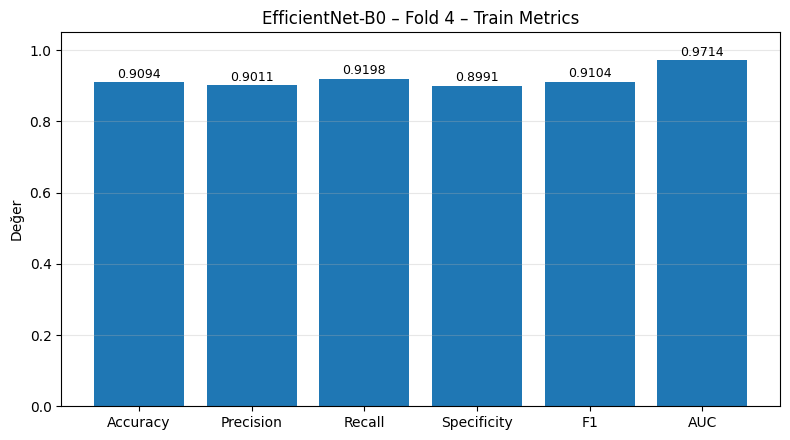 EfficientNet-B0 – Fold 4 – Train Metrics
Değer
1.0
0.8
0.6
0.4
0.2
0.0
0.9094
0.9011
0.9198
0.8991
0.9104
0.9714
Accuracy
Precision
Recall
Specificity
F1
AUC